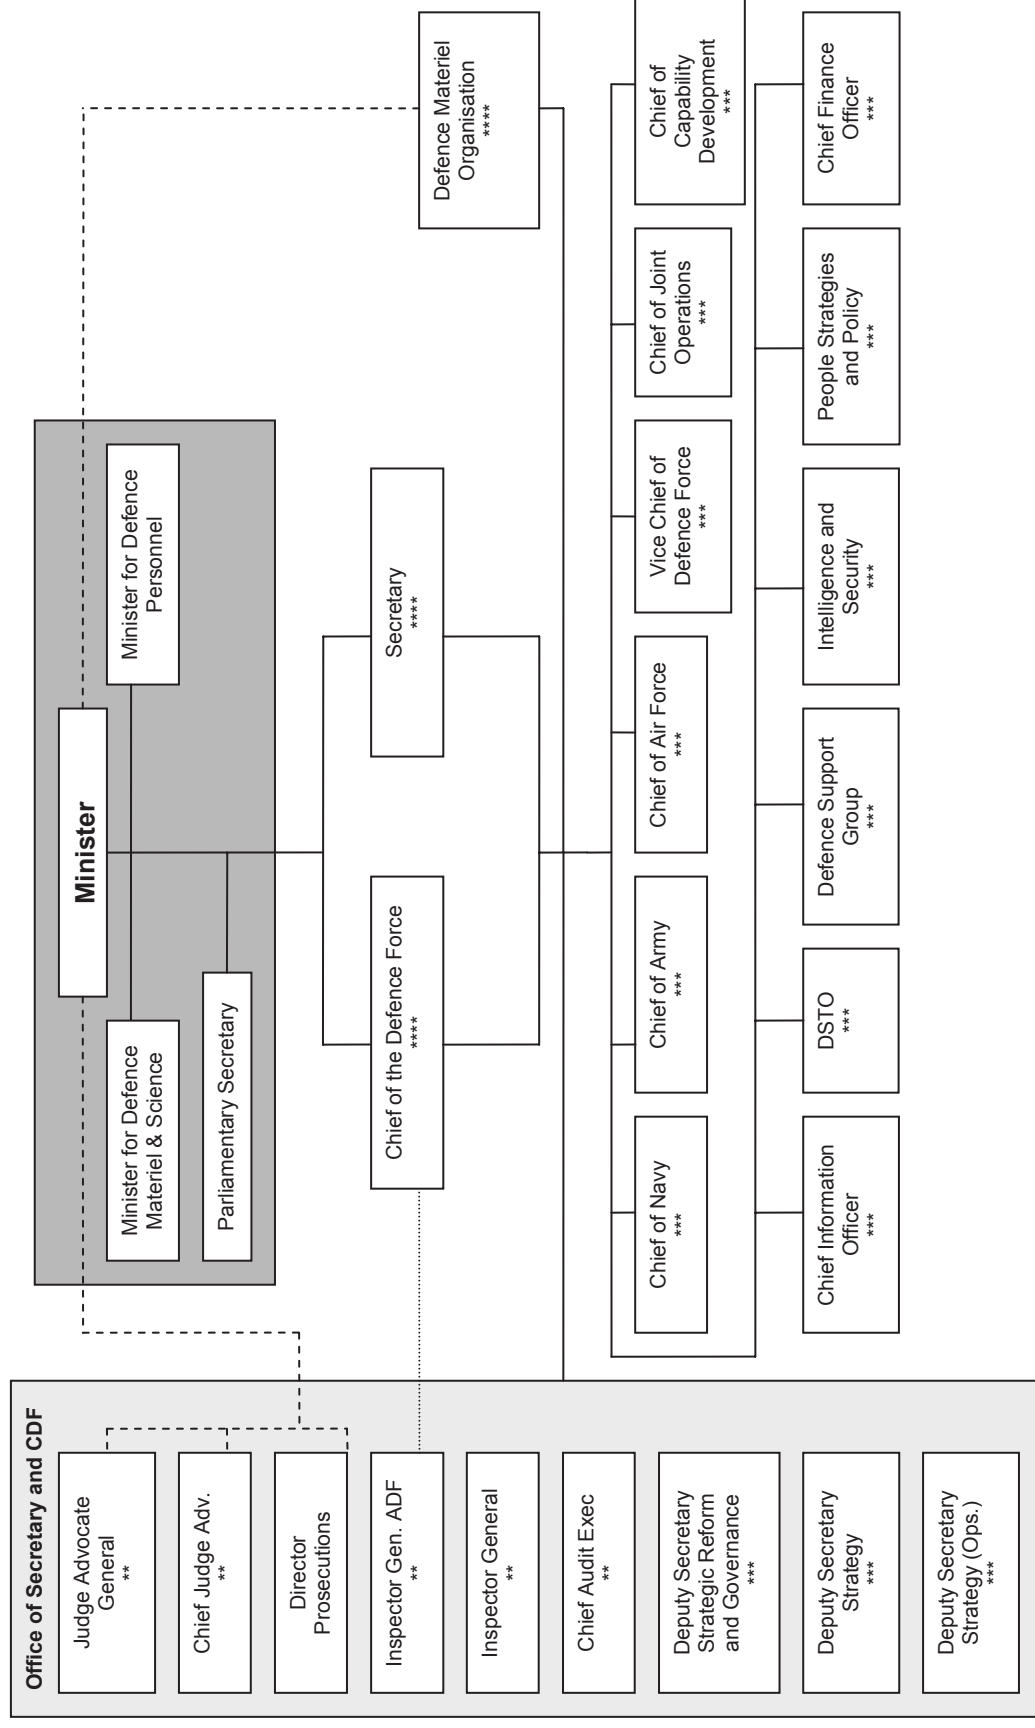 Office of Secretary and CDF
Judge Advocate
General
**
Chief Judge Adv.
**
Director
Prosecutions
Inspector Gen. ADF
**
Inspector General
**
Chief Audit Exec
**
Deputy Secretary
Strategic Reform
and Governance
***
Deputy Secretary
Strategy
***
Deputy Secretary
Strategy (Ops.)
***
Minister
Minister for Defence
Materiel & Science
Minister for Defence
Personnel
Parliamentary Secretary
Chief of the Defence Force
****
Secretary
****
Defence Materiel
Organisation
****
Chief of Navy
***
Chief of Army
***
Chief of Air Force
***
Vice Chief of
Defence Force
***
Chief of Joint
Operations
***
Chief of
Capability
Development
***
Chief Information
Officer
***
DSTO
***
Defence Support
Group
***
Intelligence and
Security
***
People Strategies
and Policy
***
Chief Finance
Officer
***